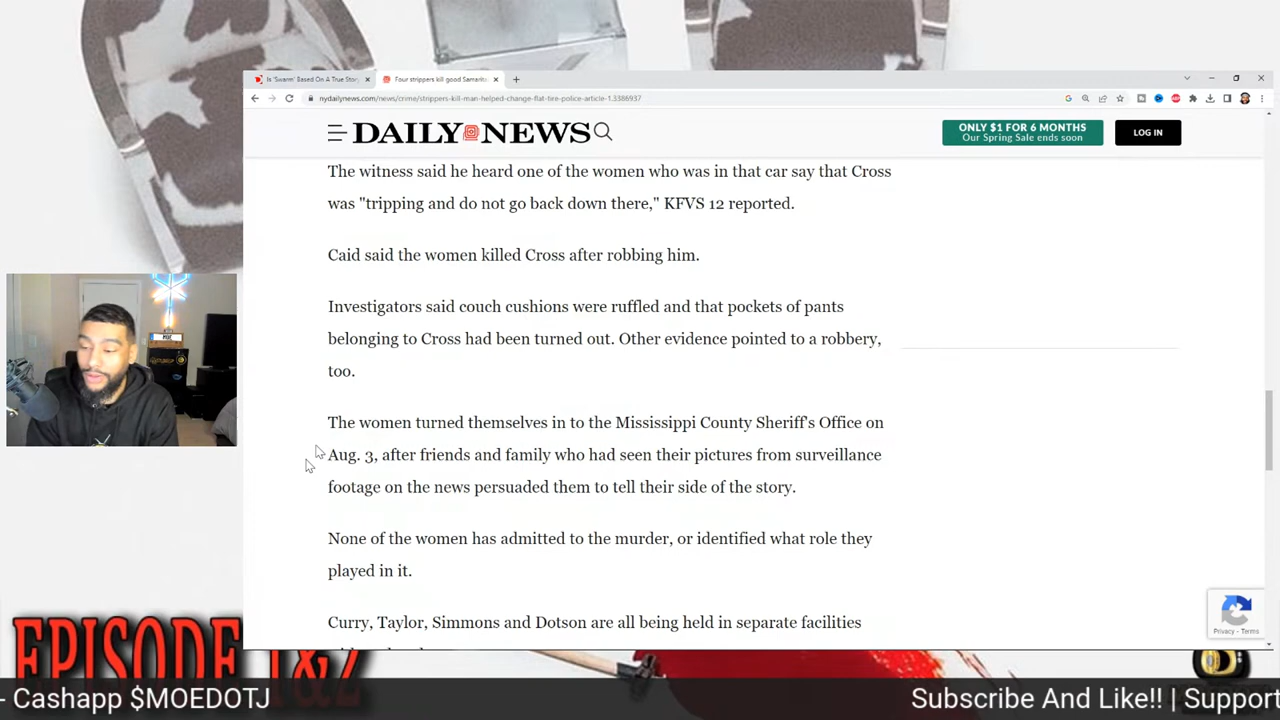 Is 'Swarm' Based On A True Stor
Four strippers kill good Samarita
nydailynews.com/news/crime/strippers-kill-man-helped-change-flat-tire-police-article-1.3386937
DAILY NEWS
ONLY $1 FOR 6 MONTHS
Our Spring Sale ends soon
LOG IN
The witness said he heard one of the women who was in that car say that Cross
was "tripping and do not go back down there," KFVS 12 reported.
Caid said the women killed Cross after robbing him.
Investigators said couch cushions were ruffled and that pockets of pants
belonging to Cross had been turned out. Other evidence pointed to a robbery,
too.
The women turned themselves in to the Mississippi County Sheriff's Office on
Aug. 3, after friends and family who had seen their pictures from surveillance
footage on the news persuaded them to tell their side of the story.
None of the women has admitted to the murder, or identified what role they
played in it.
Curry, Taylor, Simmons and Dotson are all being held in separate facilities
Privacy - Terms
EPISODE 1&2
- Cashapp $MOEDOTJ
Subscribe And Like!! | Support